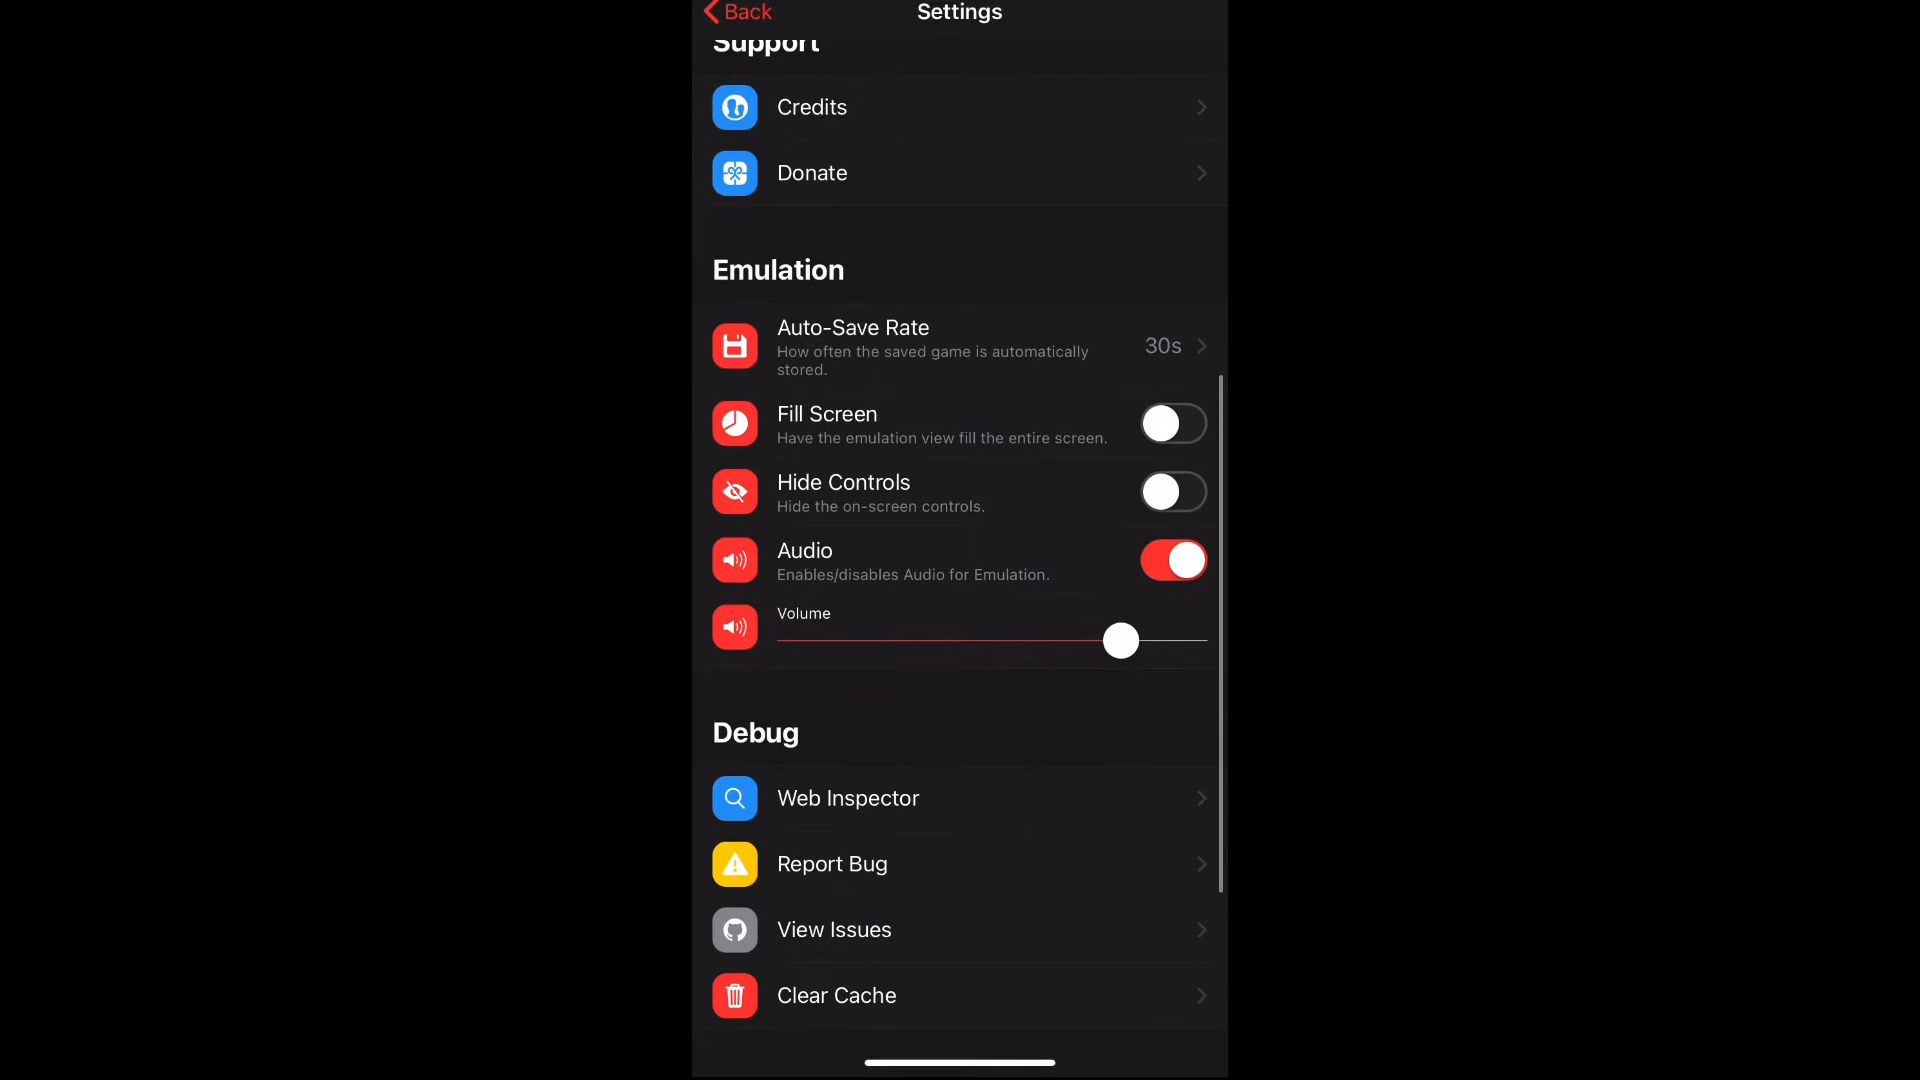 Back
Settings
Support
Credits
Donate
Emulation
Auto-Save Rate
How often the saved game is automatically
stored.
30s
Fill Screen
Have the emulation view fill the entire screen.
Hide Controls
Hide the on-screen controls.
Audio
Enables/disables Audio for Emulation.
Volume
Debug
Web Inspector
Report Bug
View Issues
Clear Cache